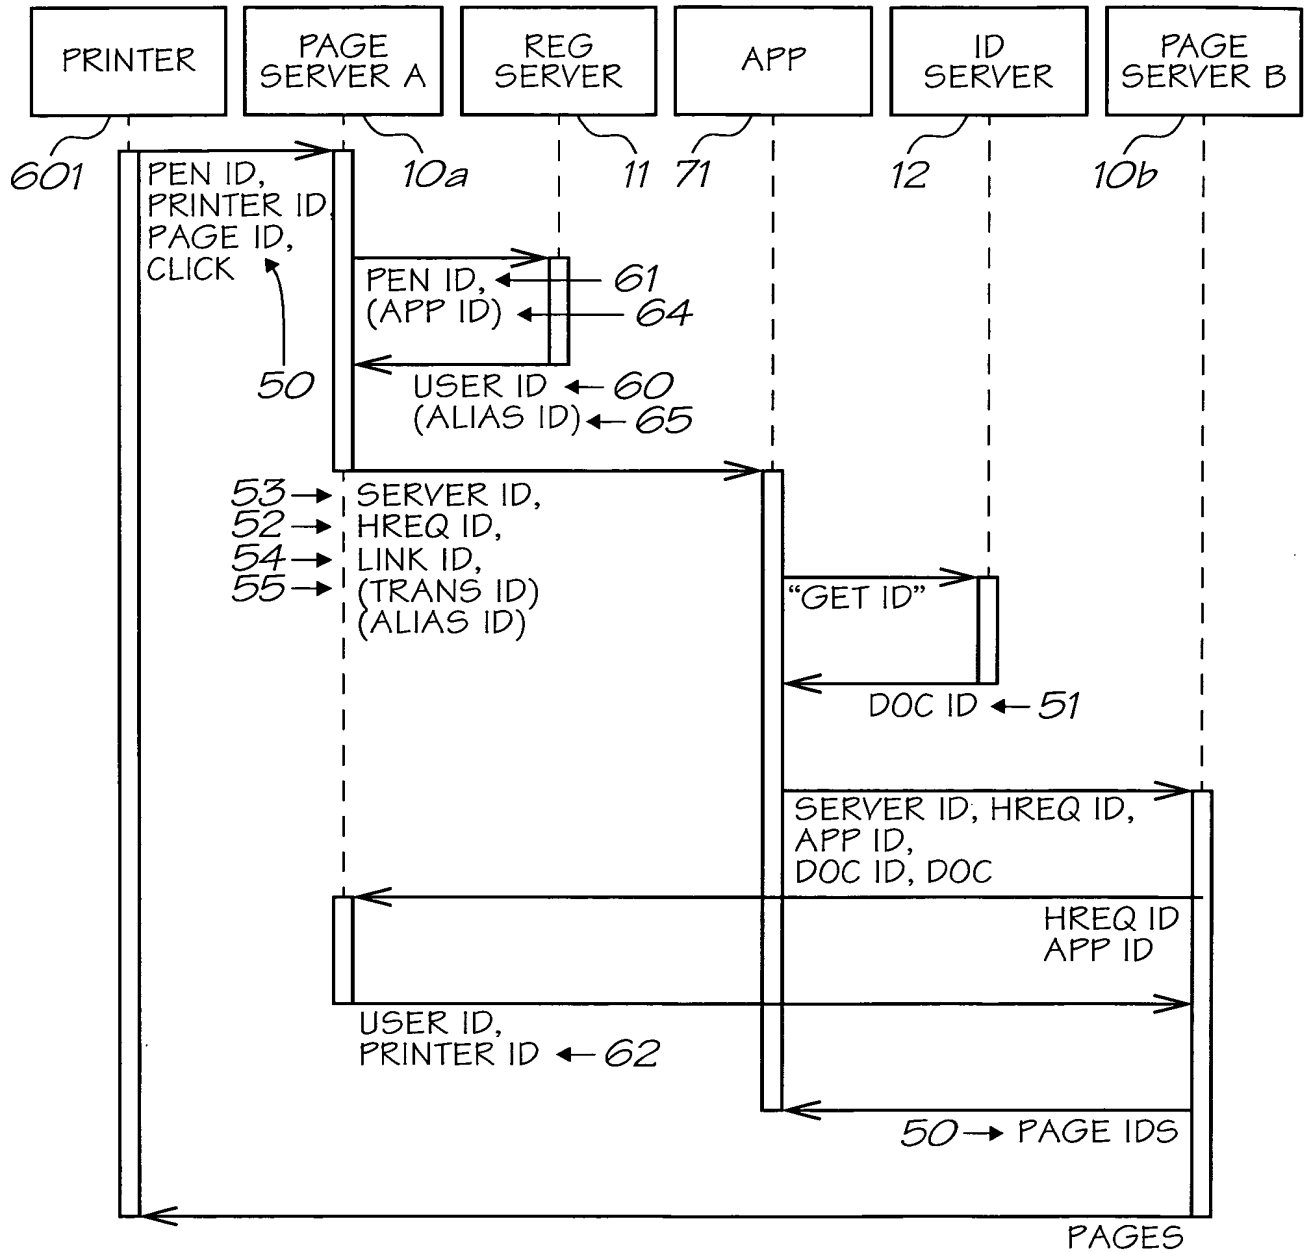 PRINTER
PAGE
SERVER A
REG
SERVER
APP
ID
SERVER
PAGE
SERVER B
601
10a
11
71
12
10b
PEN ID,
PRINTER ID
PAGE ID,
CLICK
50
PEN ID,
61
(APP ID)
64
USER ID
60
(ALIAS ID)
65
53
SERVER ID,
52
HREQ ID,
54
LINK ID,
55
(TRANS ID)
(ALIAS ID)
"GET ID"
DOC ID
51
SERVER ID, HREQ ID,
APP ID,
DOC ID, DOC
HREQ ID
APP ID
USER ID,
PRINTER ID
62
50
PAGE IDS
PAGES